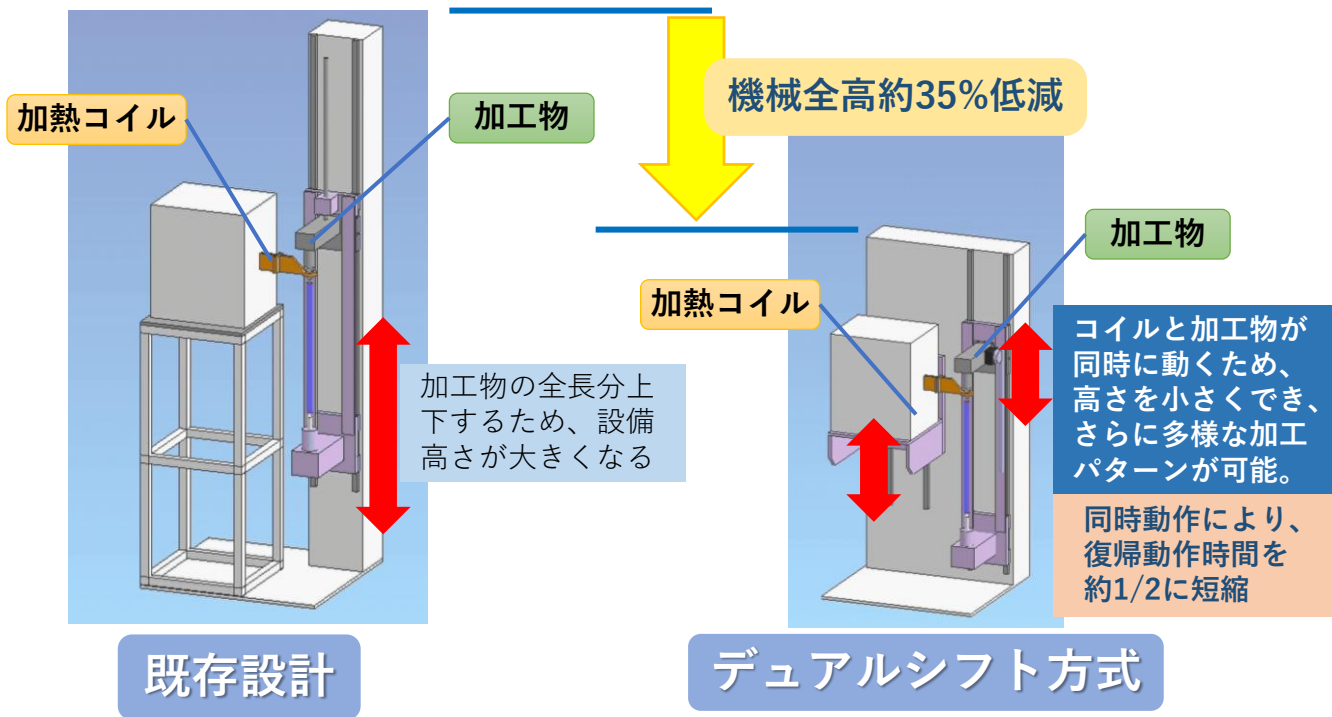 機械全高約35%低減
加熱コイル
加工物
加工物の全長分上
下するため、設備
高さが大きくなる
既存設計
加工物
加熱コイル
コイルと加工物が
同時に動くため、
高さを小さくでき、
さらに多様な加工
パターンが可能。
同時動作により、
復帰動作時間を
約1/2に短縮
デュアルシフト方式